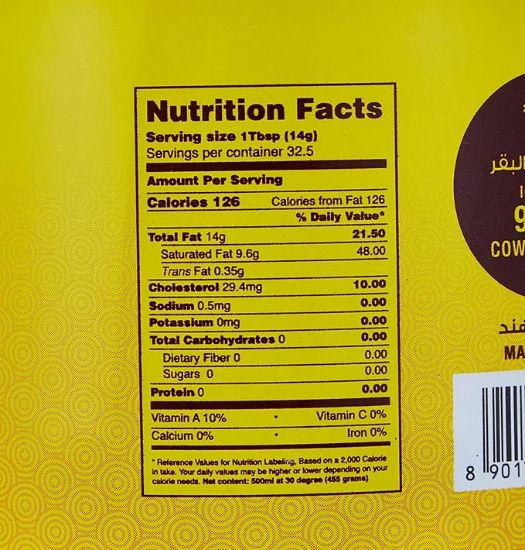 Nutrition Facts
Serving size 1Tbsp (14g)
Servings per container 32.5
Amount Per Serving
Calories 126 Calories from Fat 126
% Daily Value*
Total Fat 14g 21.50
Saturated Fat 9.6g 48.00
Trans Fat 0.35g
Cholesterol 29.4mg 10.00
Sodium 0.5mg 0.00
Potassium 0mg 0.00
Total Carbohydrates 0 0.00
Dietary Fiber 0 0.00
Sugars 0 0.00
Protein 0 0.00
Vitamin A 10% • Vitamin C 0%
Calcium 0% • Iron 0%
* Reference Values for Nutrition Labeling, Based on a 2,000 Calorie
in take. Your daily values may be higher or lower depending on your
calorie needs. Net content: 500ml at 30 degree (455 grams)
البقر
9
COW
MA
8 901